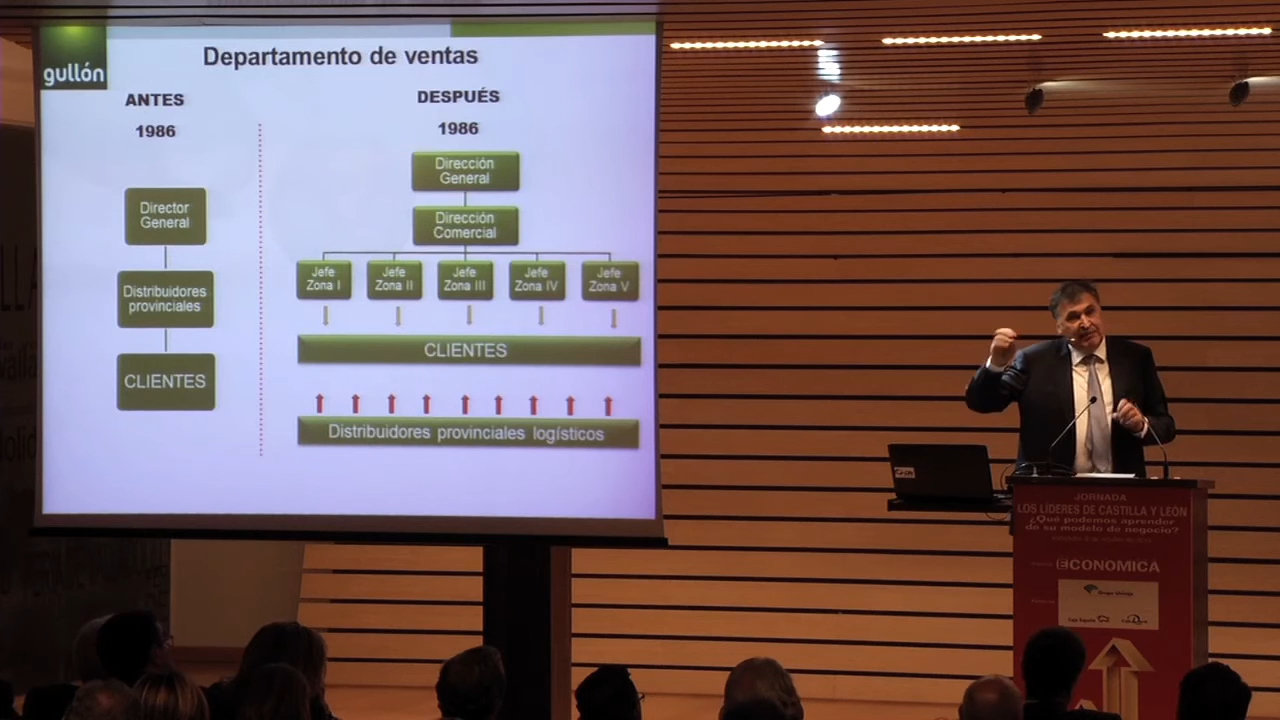 gullón
Departamento de ventas
ANTES
1986
Director
General
Distribuidores
provinciales
CLIENTES
DESPUÉS
1986
Dirección
General
Dirección
Comercial
Jefe
Zona I
Jefe
Zona II
Jefe
Zona III
Jefe
Zona IV
Jefe
Zona V
CLIENTES
Distribuidores provinciales logísticos
JORNADA
LOS LÍDERES DE CASTILLA Y LEÓN
¿Qué podemos aprender
de su modelo de negocio?
ECONOMICA